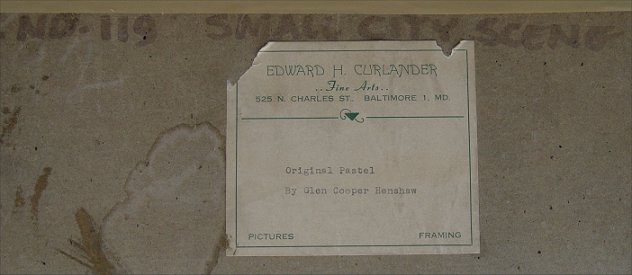 NO. 119 SMALL CITY SCENE
EDWARD H. CURLANDER
..Fine Arts..
525 N. CHARLES ST., BALTIMORE 1, MD.
Original Pastel
By Glen Cooper Henshaw
PICTURES FRAMING